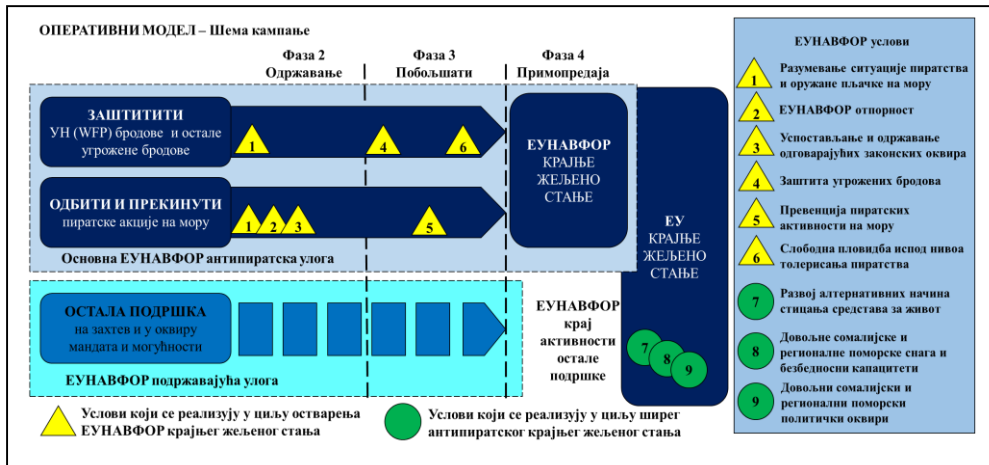 ОПЕРАТИВНИ МОДЕЛ – Шема кампање
Фаза 2
Одржавање
Фаза 3
Побољшати
Фаза 4
Примопредаја
ЗАШТИТИТИ
УН (WFP) бродове и остале
угрожене бродове
1
4
6
ОДБИТИ И ПРЕКИНУТИ
пиратске акције на мору
1
2
3
5
Основна ЕУНАВФОР антипиратска улога
ЕУНАВФОР
КРАЈЊЕ
ЖЕЉЕНО
СТАЊЕ
ЕУ
КРАЈЊЕ
ЖЕЉЕНО
СТАЊЕ
7
8
9
ОСТАЛА ПОДРШКА
на захтев и у оквиру
мандата и могућности
ЕУНАВФОР подржавајућа улога
ЕУНАВФОР
крај
активности
остале
подршке
Услови који се реализују у циљу остварења
ЕУНАВФОР крајњег жељеног стања
Услови који се реализују у циљу ширег
антипиратског крајњег жељеног стања
ЕУНАВФОР услови
1
Разумевање ситуације пиратства
и оружане пљачке на мору
2
ЕУНАВФОР отпорност
3
Успостављање и одржавање
одговарајућих законских оквира
4
Заштита угрожених бродова
5
Превенција пиратских
активности на мору
6
Слободна пловидба испод нивоа
толерисања пиратства
7
Развој алтернативних начина
стицања средстава за живот
8
Довољне сомалијске и
регионалне поморске снага и
безбедносни капацитети
9
Довољни сомалијски и
регионални поморски
политички оквири